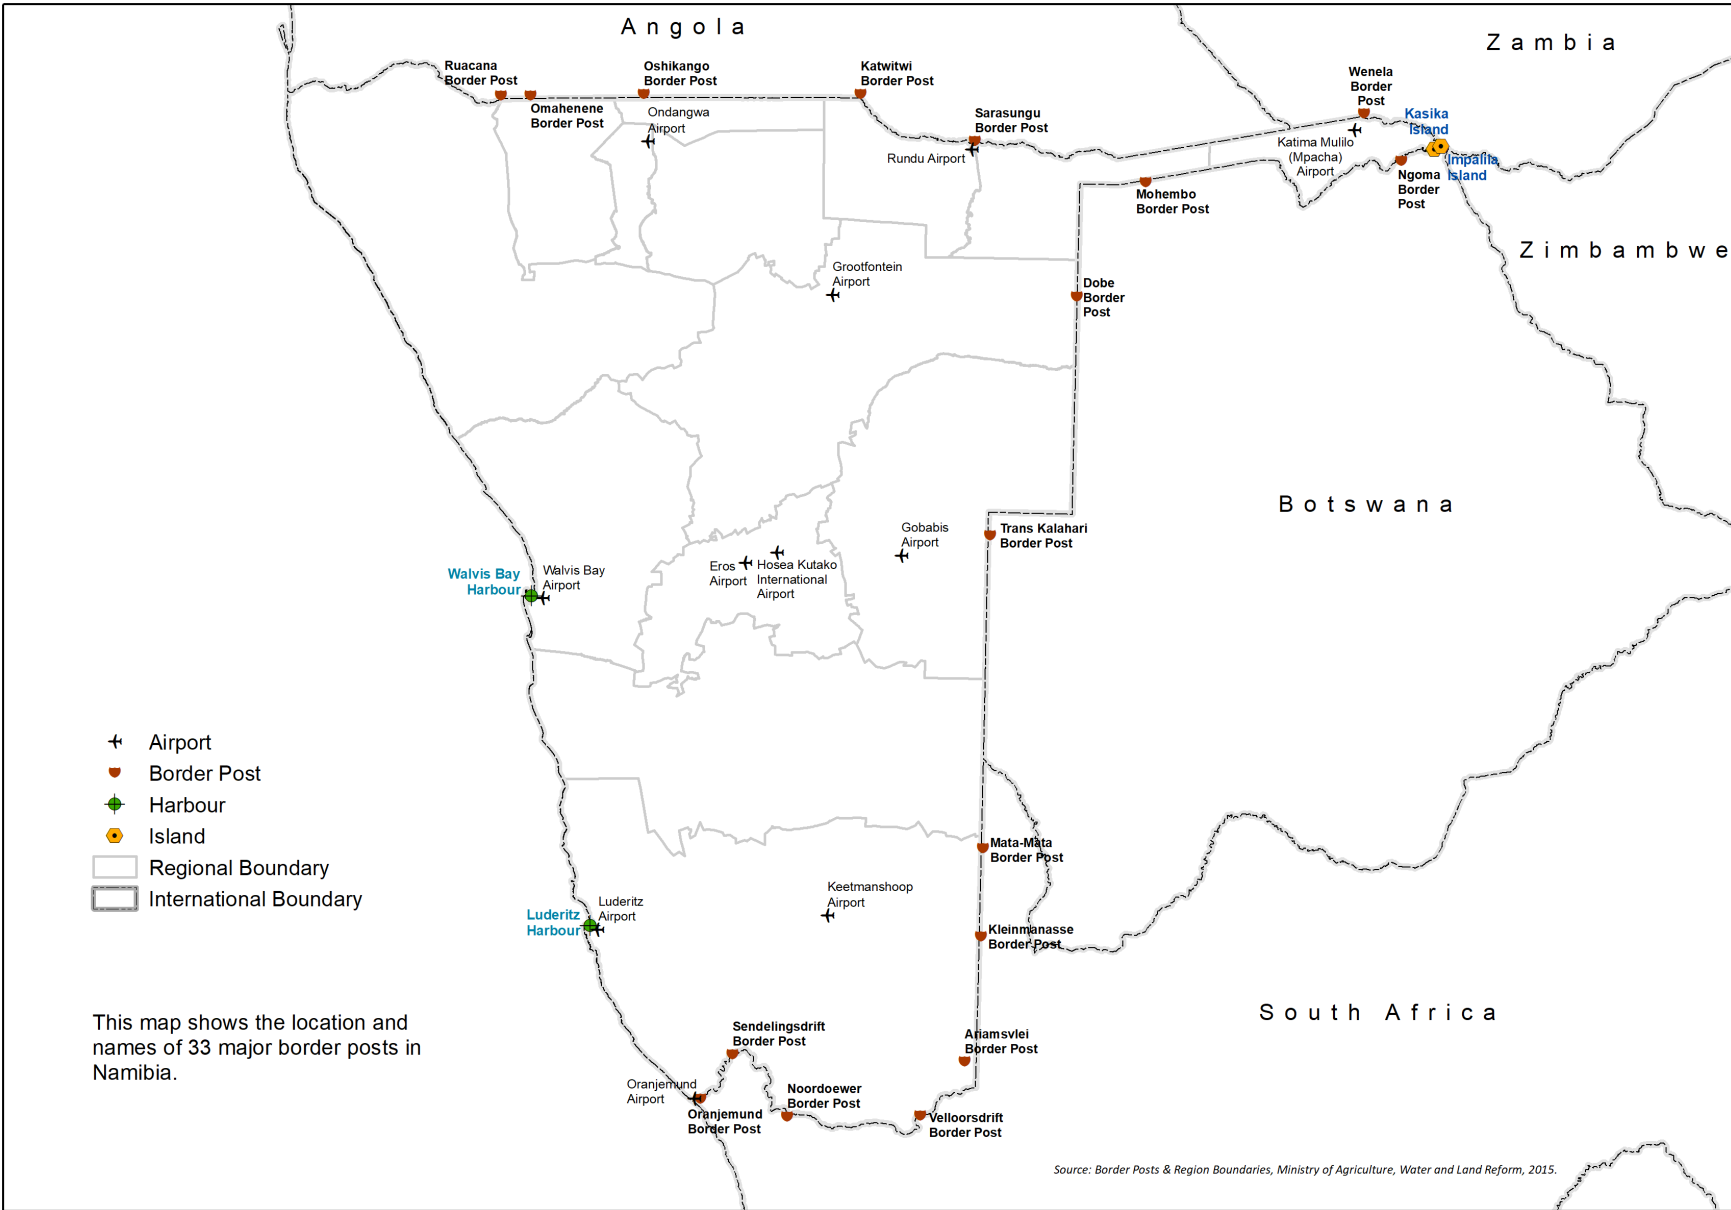 Angola
Zambia
Ruacana
Border Post
Omahenene
Border Post
Oshikango
Border Post
Ondangwa
Airport
Katwitwi
Border Post
Sarasungu
Border Post
Rundu Airport
Wenela
Border
Post
Kasika
Island
Katima Mulilo
(Mpacha)
Airport
Impalila
Island
Ngoma
Border
Post
Mohembo
Border Post
Zimbambwe
Grootfontein
Airport
Dobe
Border
Post
Botswana
Trans Kalahari
Border Post
Gobabis
Airport
Eros
Airport
Hosea Kutako
International
Airport
Walvis Bay
Harbour
Walvis Bay
Airport
Airport
Border Post
Harbour
Island
Regional Boundary
International Boundary
Mata-Mata
Border Post
Keetmanshoop
Airport
Luderitz
Harbour
Luderitz
Airport
Kleinmanasse
Border Post
South Africa
This map shows the location and
names of 33 major border posts in
Namibia.
Sendelingsdrift
Border Post
Ariamsvlei
Border Post
Oranjemund
Airport
Oranjemund
Border Post
Noordoewer
Border Post
Velloorsdrift
Border Post
Source: Border Posts & Region Boundaries, Ministry of Agriculture, Water and Land Reform, 2015.